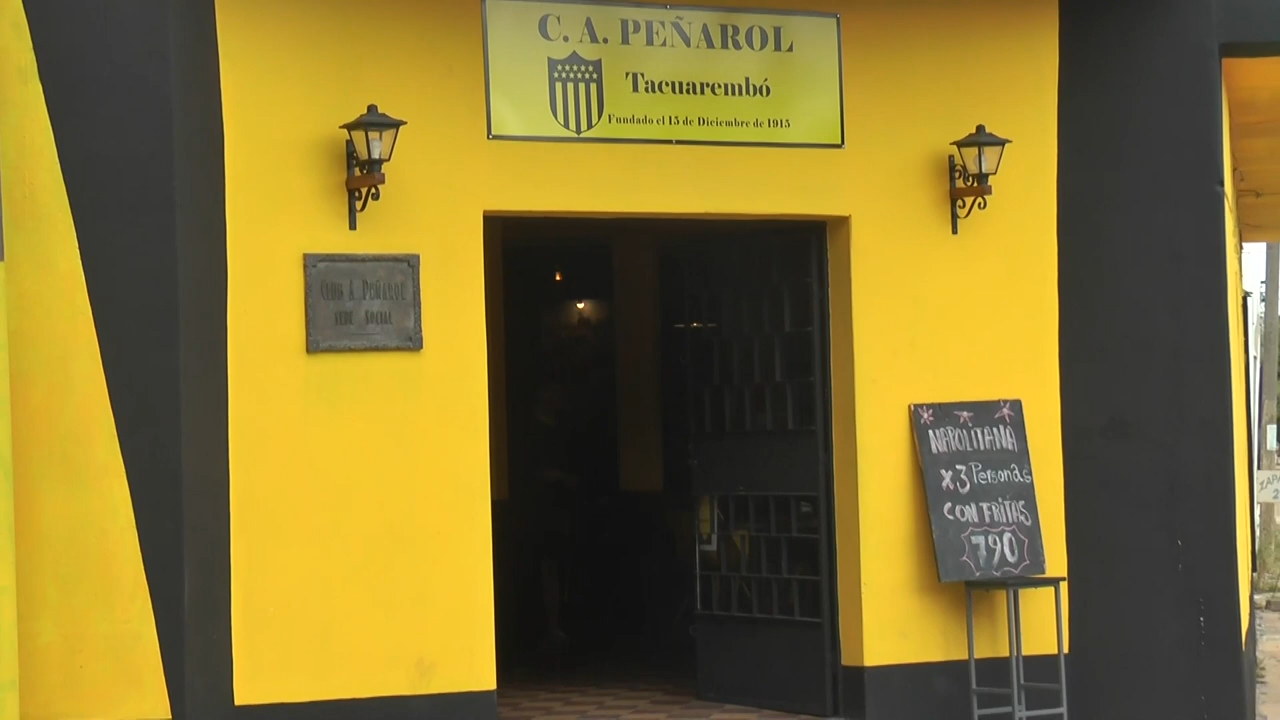 C. A. PEÑAROL
Tacuarembó
Fundado el 15 de Diciembre de 1915
CLUB A. PEÑAROL
SEDE SOCIAL
NAPOLITANA
x3 Personas
CON FRITAS
790